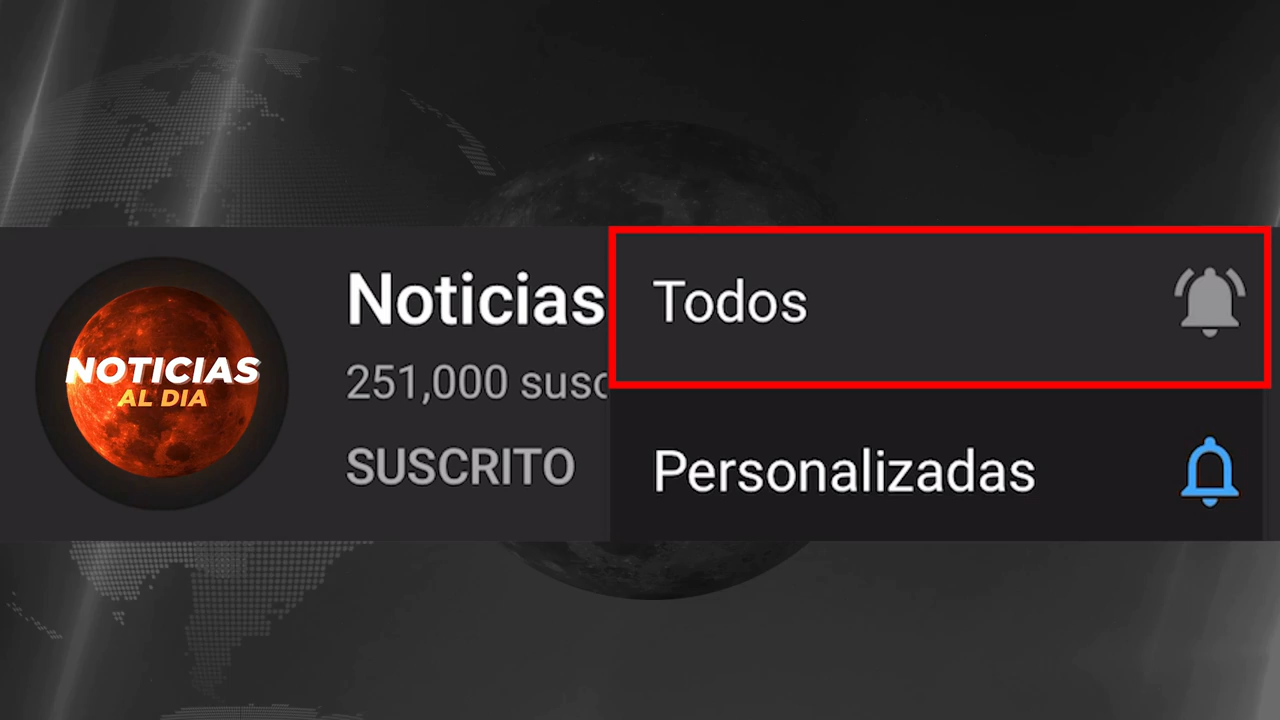 NOTICIAS
AL DIA
Noticias
251,000 susc
SUSCRITO
Todos
Personalizadas